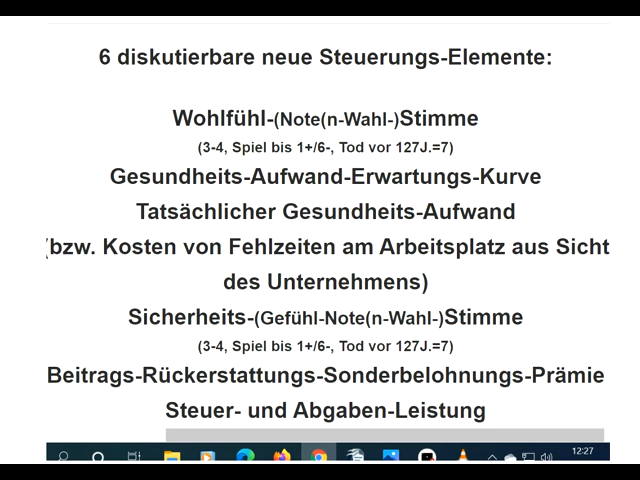 6 diskutierbare neue Steuerungs-Elemente:
Wohlfühl-(Note(n-Wahl-)Stimme
(3-4, Spiel bis 1+/6-, Tod vor 127J.=7)
Gesundheits-Aufwand-Erwartungs-Kurve
Tatsächlicher Gesundheits-Aufwand
(bzw. Kosten von Fehlzeiten am Arbeitsplatz aus Sicht
des Unternehmens)
Sicherheits-(Gefühl-Note(n-Wahl-)Stimme
(3-4, Spiel bis 1+/6-, Tod vor 127J.=7)
Beitrags-Rückerstattungs-Sonderbelohnungs-Prämie
Steuer- und Abgaben-Leistung
12:27